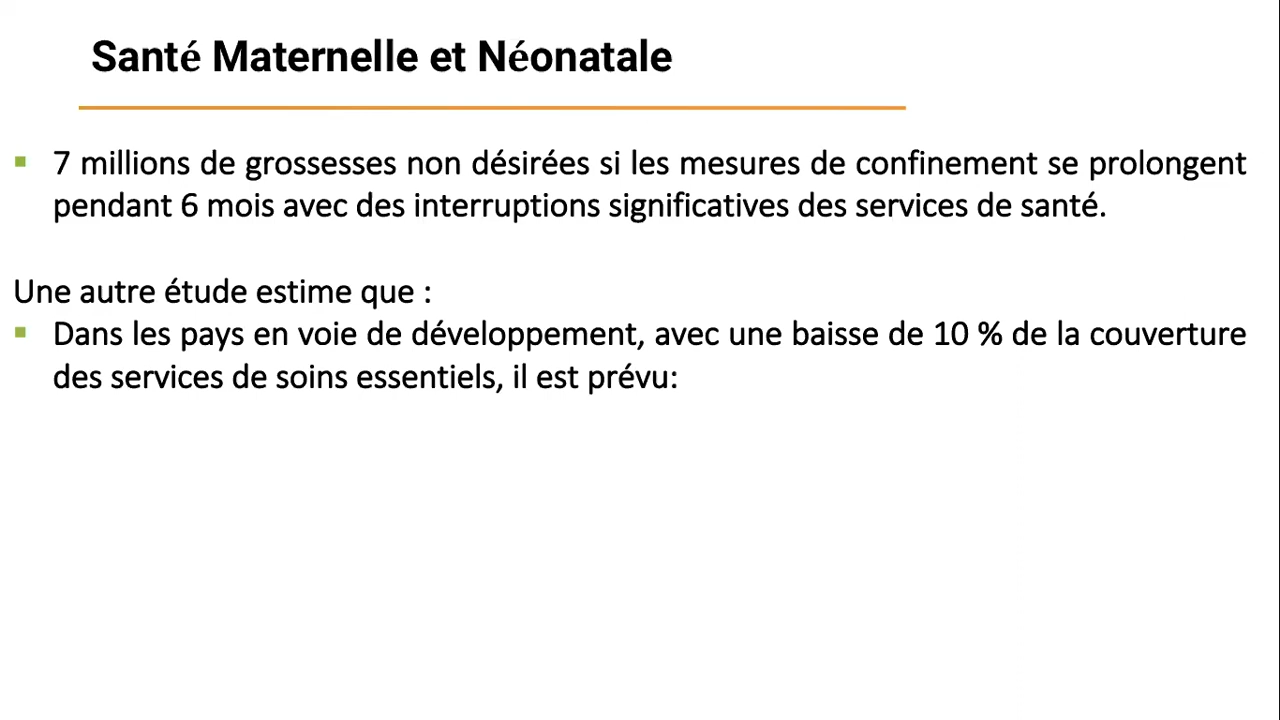 Santé Maternelle et Néonatale
▪ 7 millions de grossesses non désirées si les mesures de confinement se prolongent
pendant 6 mois avec des interruptions significatives des services de santé.
Une autre étude estime que :
▪ Dans les pays en voie de développement, avec une baisse de 10 % de la couverture
des services de soins essentiels, il est prévu: